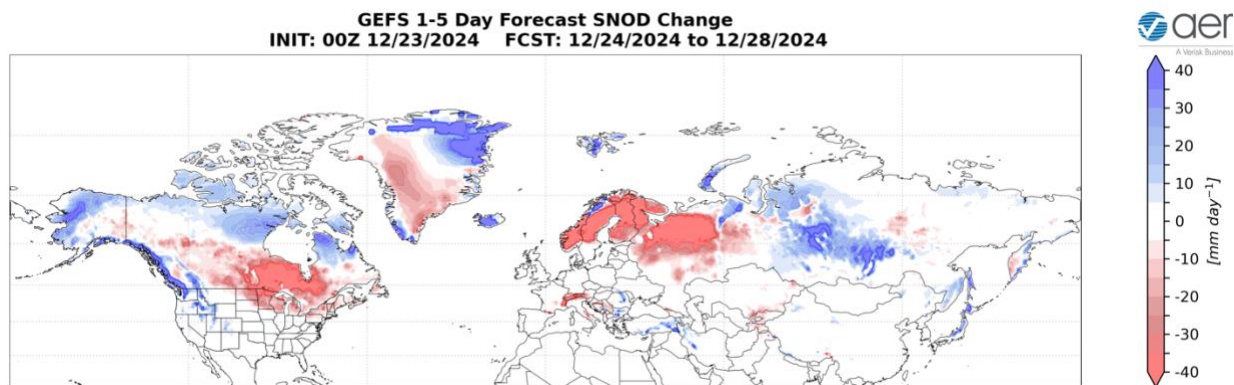 GEFS 1-5 Day Forecast SNOD Change
INIT: 00Z 12/23/2024 FCST: 12/24/2024 to 12/28/2024
aer
A Verisk Business
40
30
20
10
0
-10
-20
-30
-40
[mm day⁻¹]